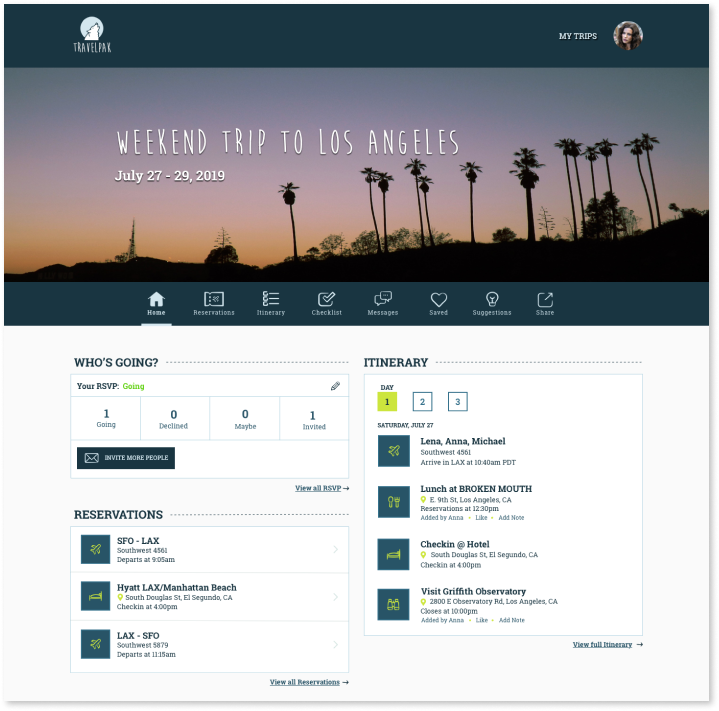 TRAVELPAK
MY TRIPS
WEEKEND TRIP TO LOS ANGELES
July 27 - 29, 2019
Home
Reservations
Itinerary
Checklist
Messages
Saved
Suggestions
Share
WHO'S GOING?
Your RSVP: Going
1
Going
0
Declined
0
Maybe
1
Invited
INVITE MORE PEOPLE
View all RSVP →
RESERVATIONS
SFO - LAX
Southwest 4561
Departs at 9:05am
Hyatt LAX/Manhattan Beach
South Douglas St, El Segundo, CA
Checkin at 4:00pm
LAX - SFO
Southwest 5879
Departs at 11:15am
View all Reservations →
ITINERARY
DAY
1 2 3
SATURDAY, JULY 27
Lena, Anna, Michael
Southwest 4561
Arrive in LAX at 10:40am PDT
Lunch at BROKEN MOUTH
E. 9th St, Los Angeles, CA
Reservations at 12:30pm
Added by Anna • Like • Add Note
Checkin @ Hotel
South Douglas St, El Segundo, CA
Checkin at 4:00pm
Visit Griffith Observatory
2800 E Observatory Rd, Los Angeles, CA
Closes at 10:00pm
Added by Anna • Like • Add Note
View full Itinerary →